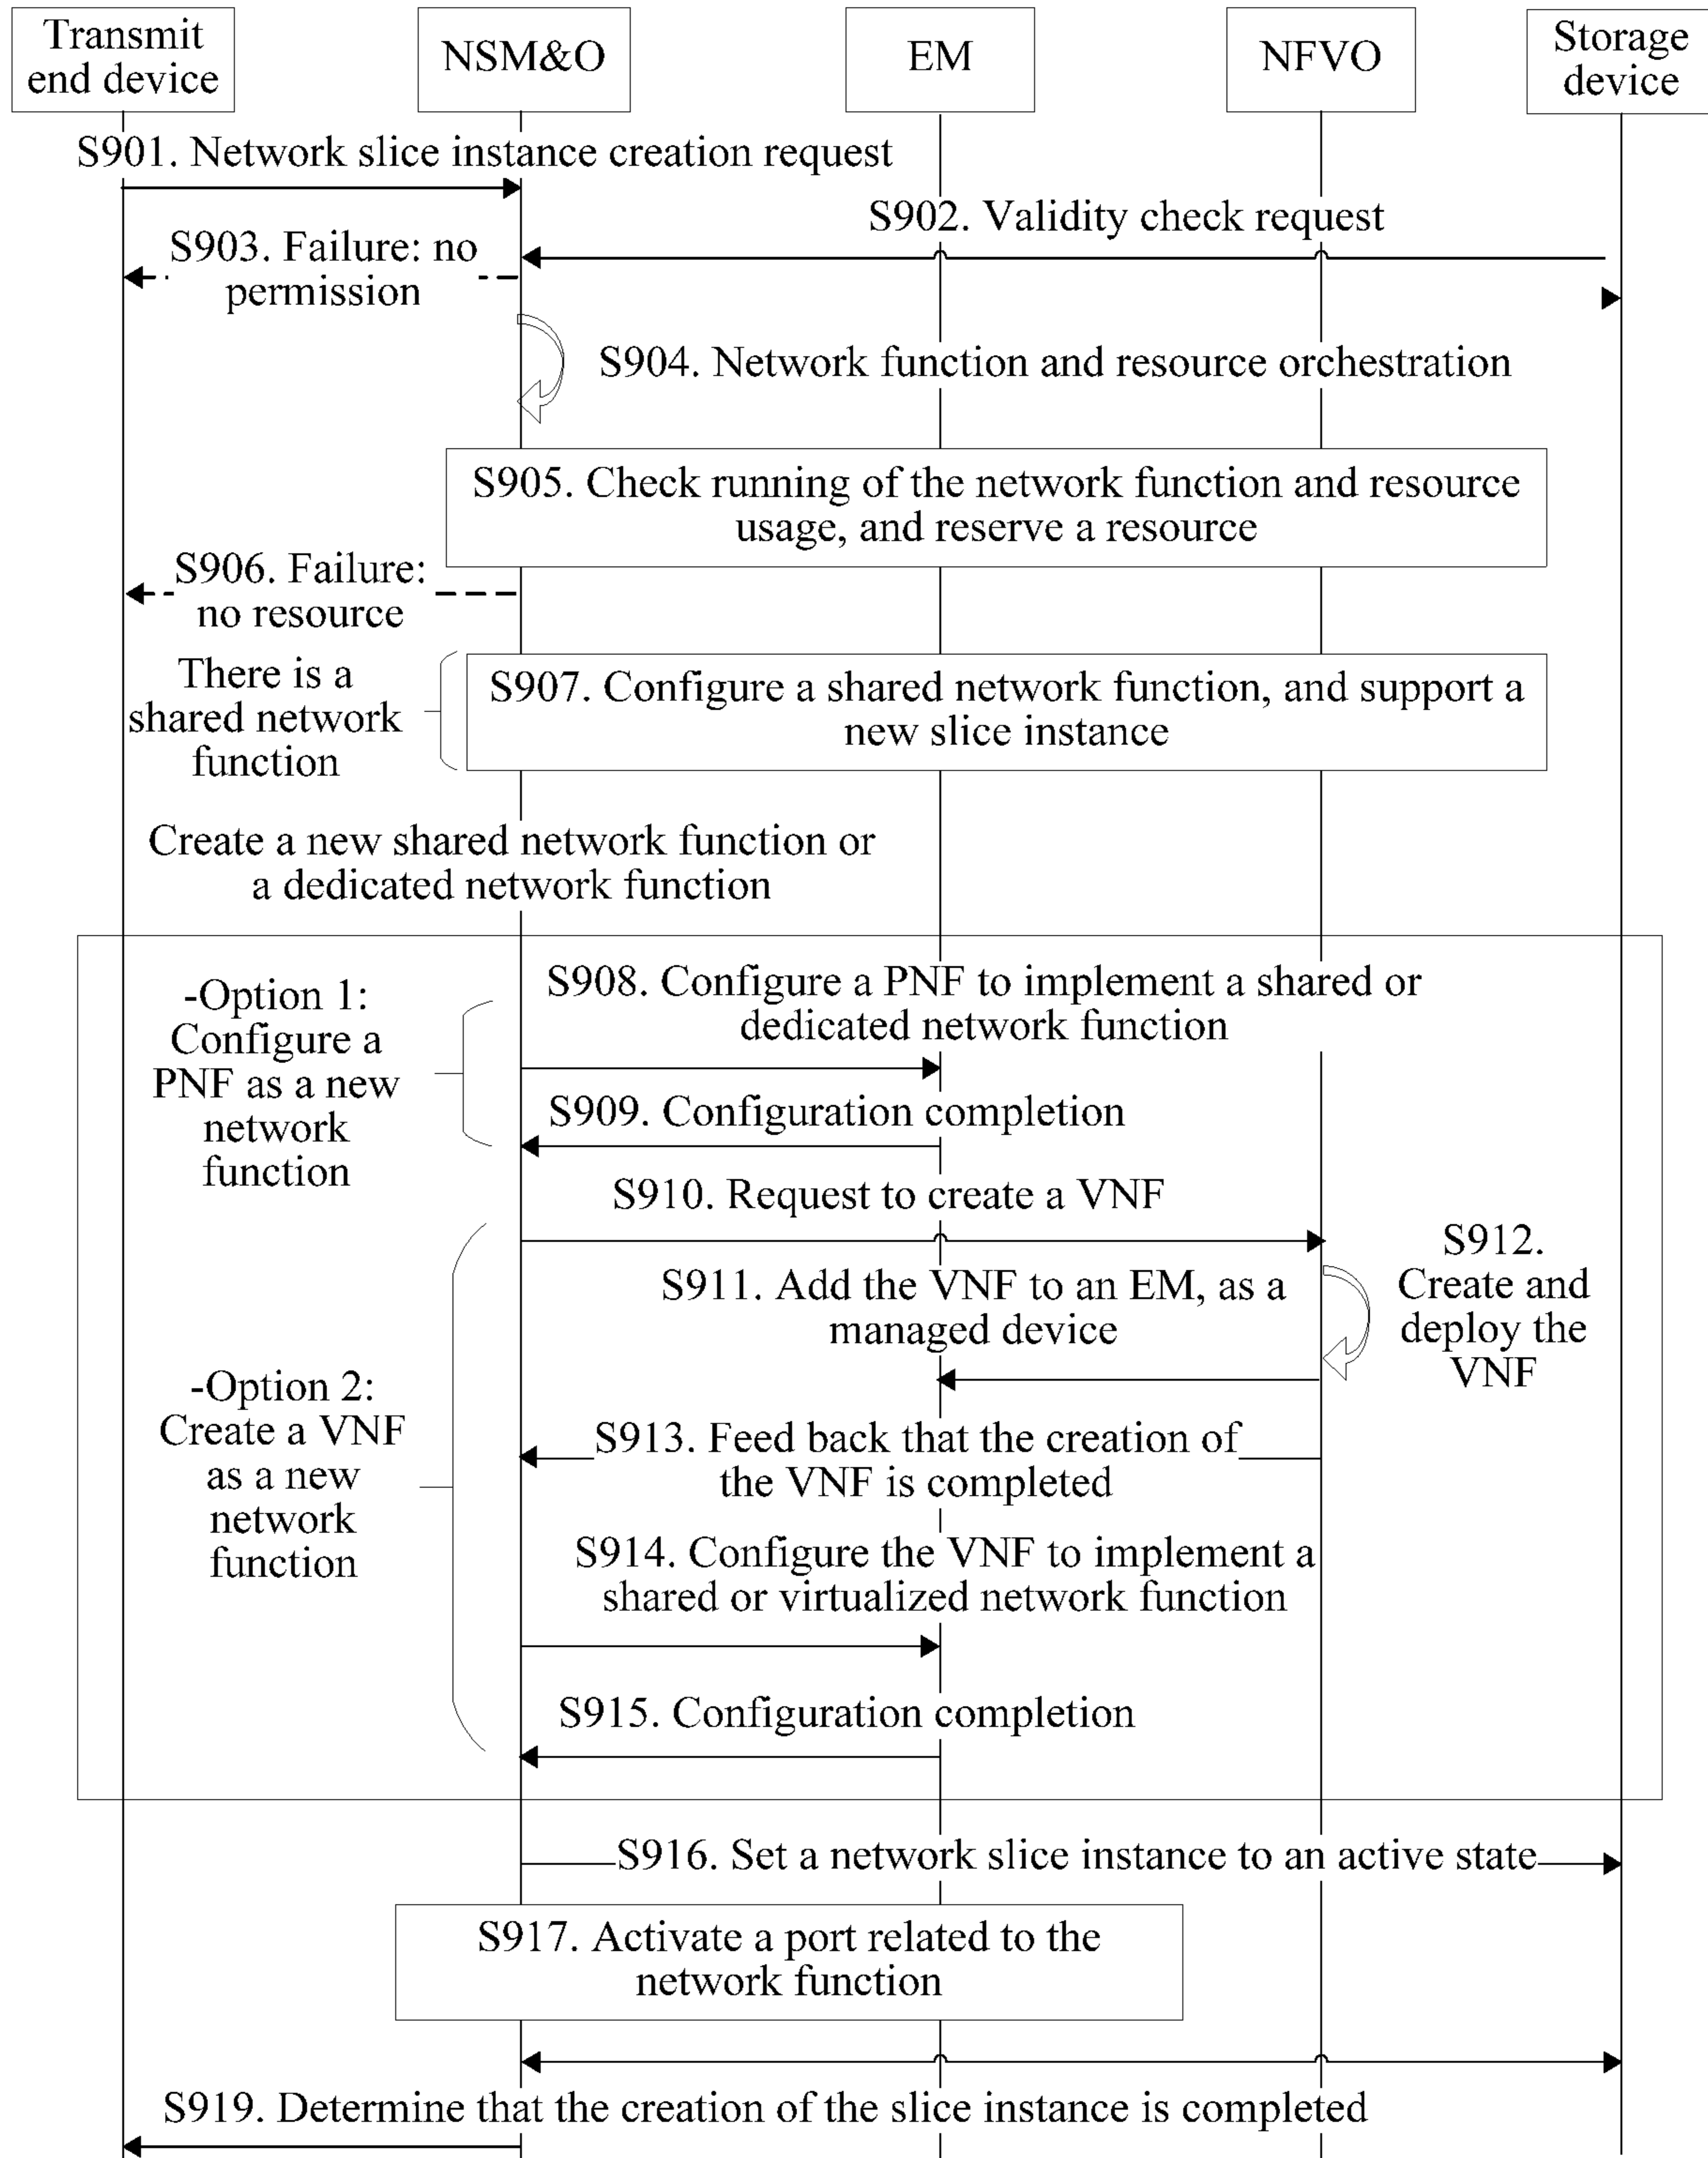 Transmit
end device
NSM&O
EM
NFVO
Storage
device
S901. Network slice instance creation request
S902. Validity check request
S903. Failure: no
permission
S904. Network function and resource orchestration
S905. Check running of the network function and resource
usage, and reserve a resource
S906. Failure:
no resource
There is a
shared network
function
S907. Configure a shared network function, and support a
new slice instance
Create a new shared network function or
a dedicated network function
-Option 1:
Configure a
PNF as a new
network
function
S908. Configure a PNF to implement a shared or
dedicated network function
S909. Configuration completion
S910. Request to create a VNF
S911. Add the VNF to an EM, as a
managed device
S912.
Create and
deploy the
VNF
-Option 2:
Create a VNF
as a new
network
function
S913. Feed back that the creation of
the VNF is completed
S914. Configure the VNF to implement a
shared or virtualized network function
S915. Configuration completion
S916. Set a network slice instance to an active state
S917. Activate a port related to the
network function
S919. Determine that the creation of the slice instance is completed